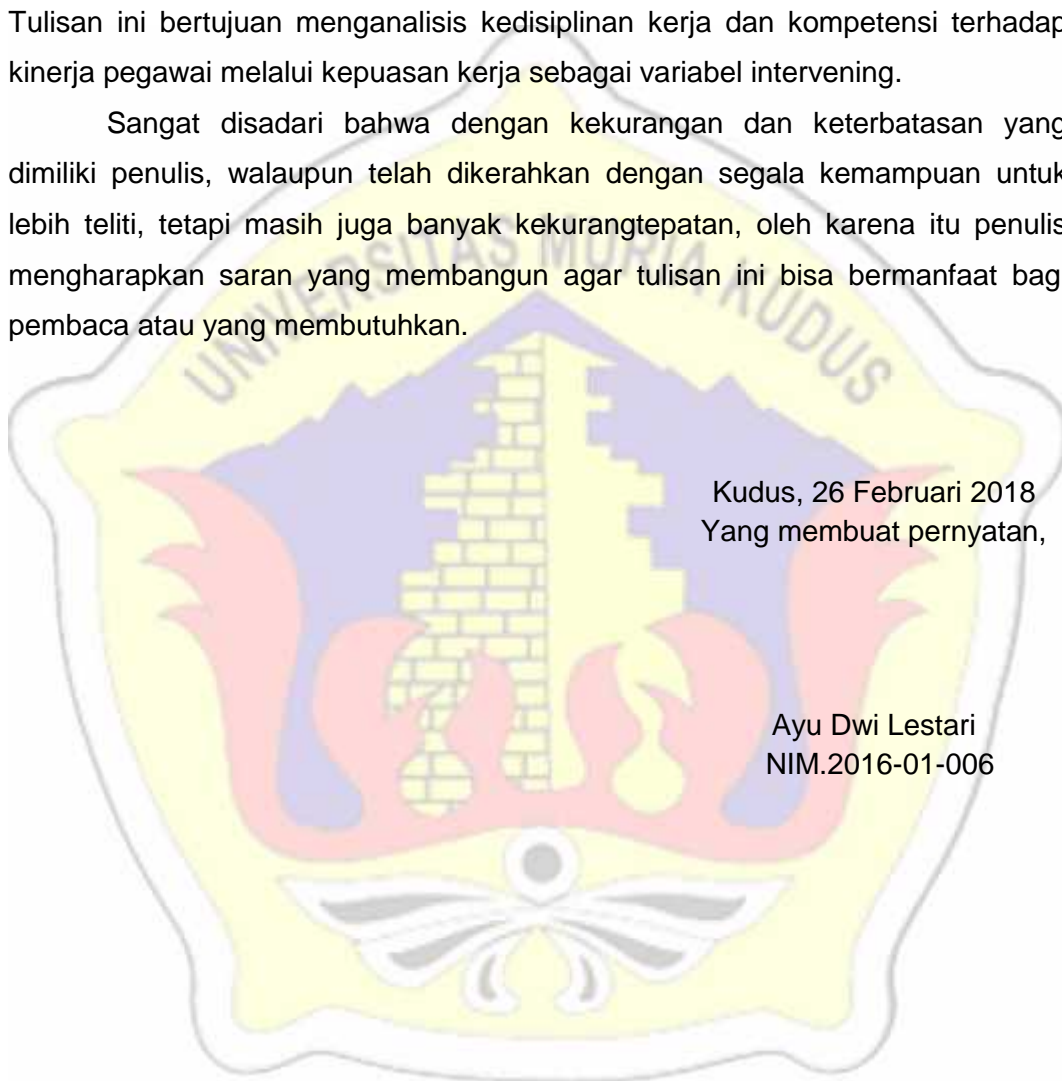 Tulisan ini bertujuan menganalisis kedisiplinan kerja dan kompetensi terhadap
kinerja pegawai melalui kepuasan kerja sebagai variabel intervening.
Sangat disadari bahwa dengan kekurangan dan keterbatasan yang
dimiliki penulis, walaupun telah dikerahkan dengan segala kemampuan untuk
lebih teliti, tetapi masih juga banyak kekurangtepatan, oleh karena itu penulis
mengharapkan saran yang membangun agar tulisan ini bisa bermanfaat bag
pembaca atau yang membutuhkan.
UNIVERSITAS MURIA KUDUS
Kudus, 26 Februari 2018
Yang membuat pernyatan,
Ayu Dwi Lestari
NIM.2016-01-006